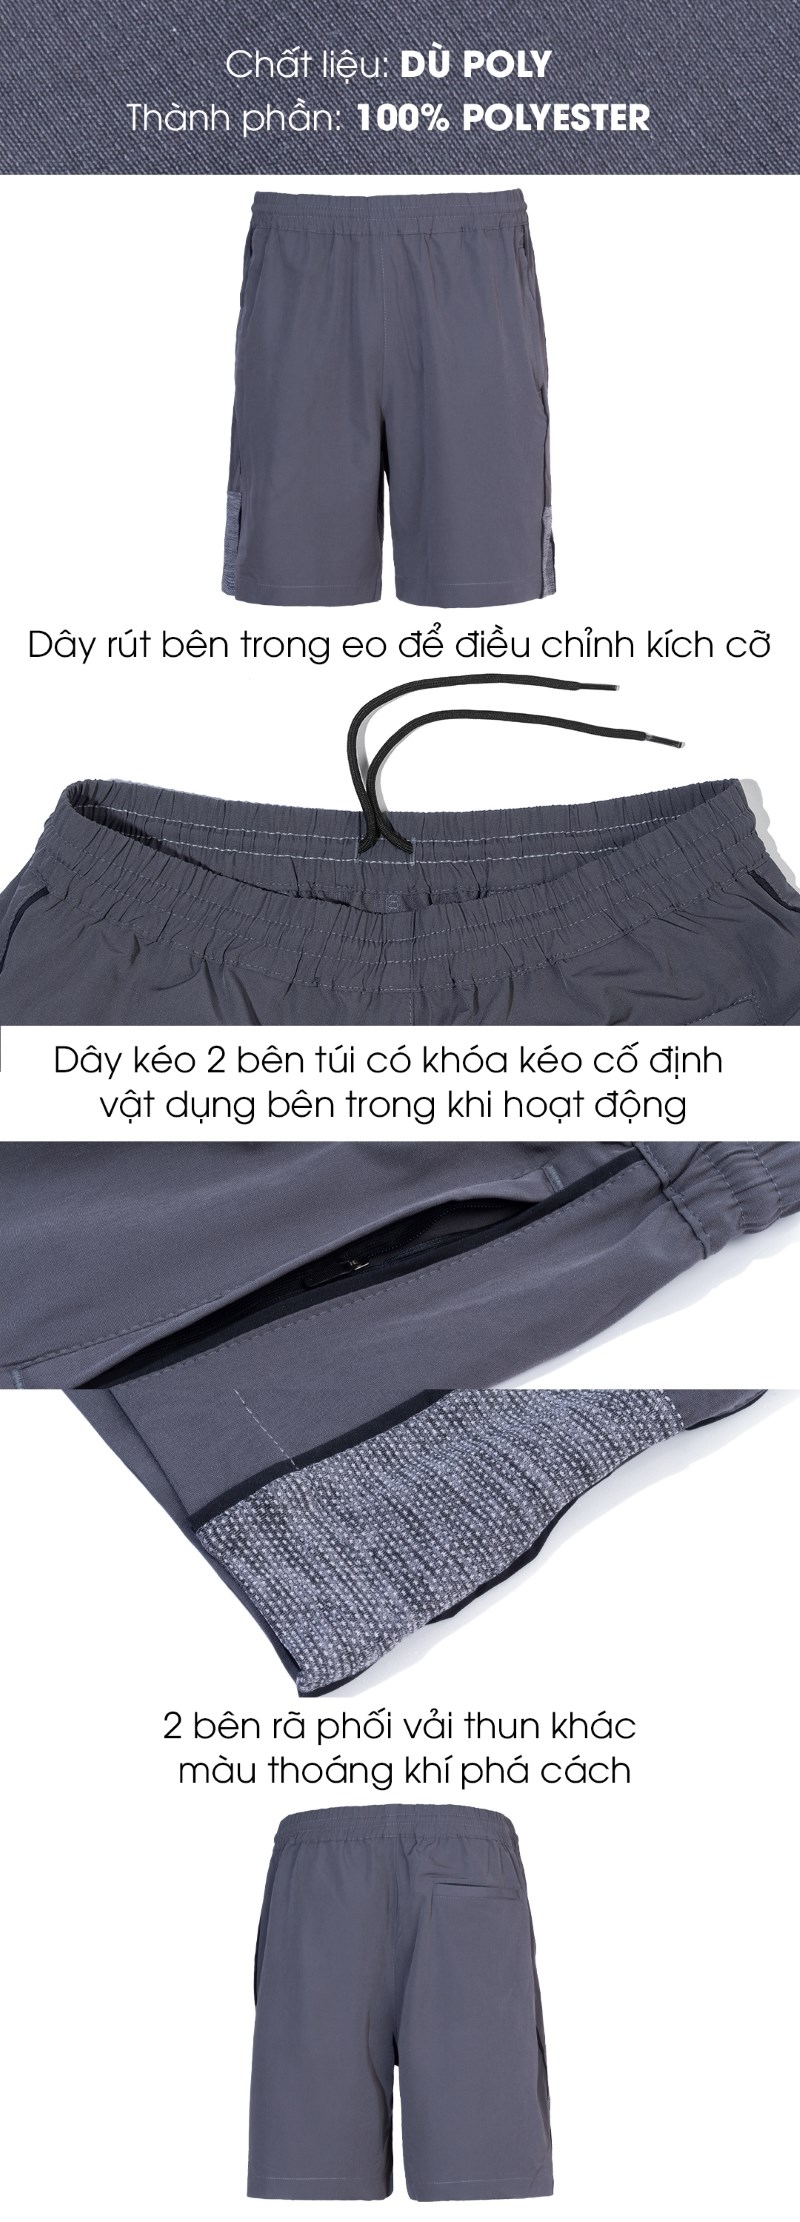 Chất liệu: DÙ POLY
Thành phần: 100% POLYESTER
Dây rút bên trong eo để điều chỉnh kích cỡ
Dây kéo 2 bên túi có khóa kéo cố định
vật dụng bên trong khi hoạt động
2 bên rã phối vải thun khác
màu thoáng khí phá cách